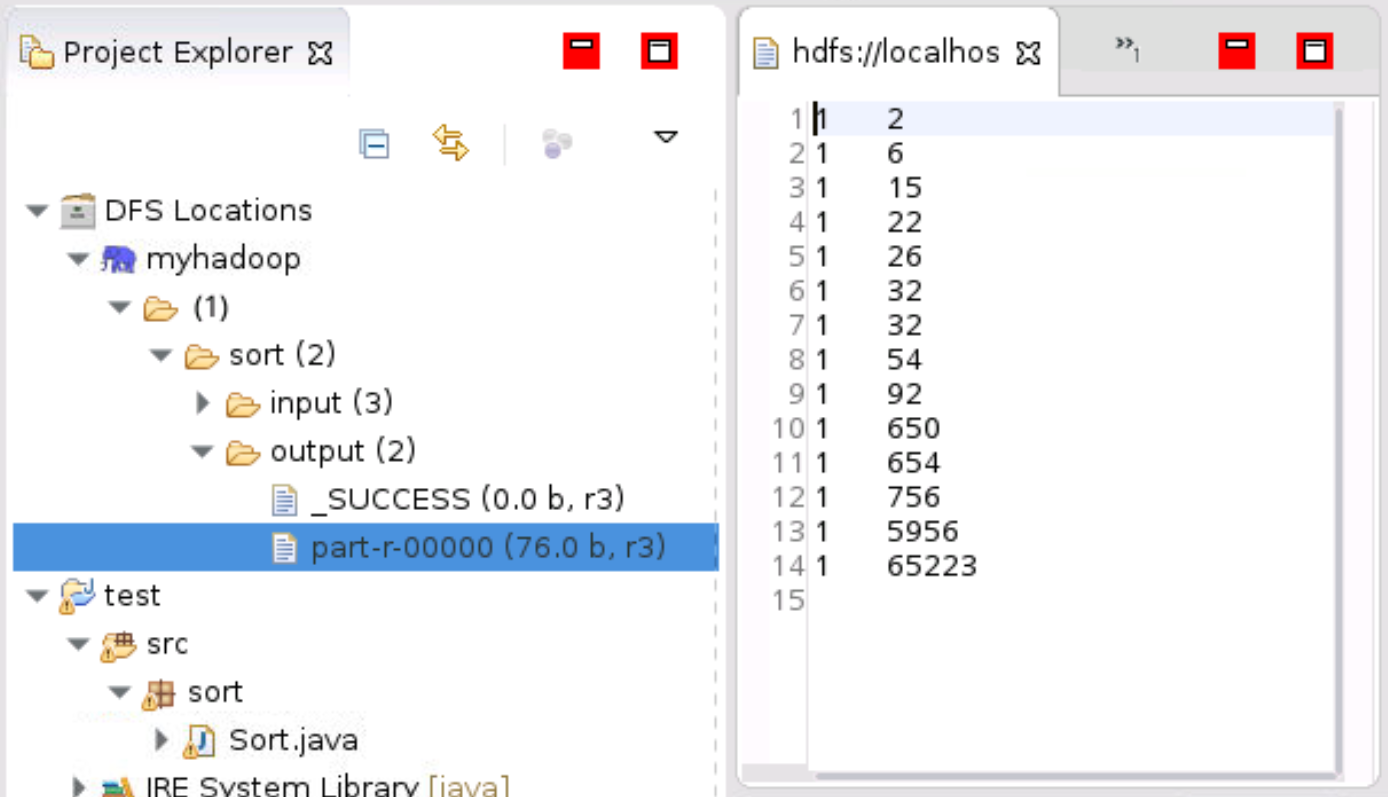 Project Explorer
DFS Locations
myhadoop
(1)
sort (2)
input (3)
output (2)
_SUCCESS (0.0 b, r3)
part-r-00000 (76.0 b, r3)
test
src
sort
Sort.java
JRE System Library [java]
hdfs://localhos
»1
1 1 2
2 1 6
3 1 15
4 1 22
5 1 26
6 1 32
7 1 32
8 1 54
9 1 92
10 1 650
11 1 654
12 1 756
13 1 5956
14 1 65223
15